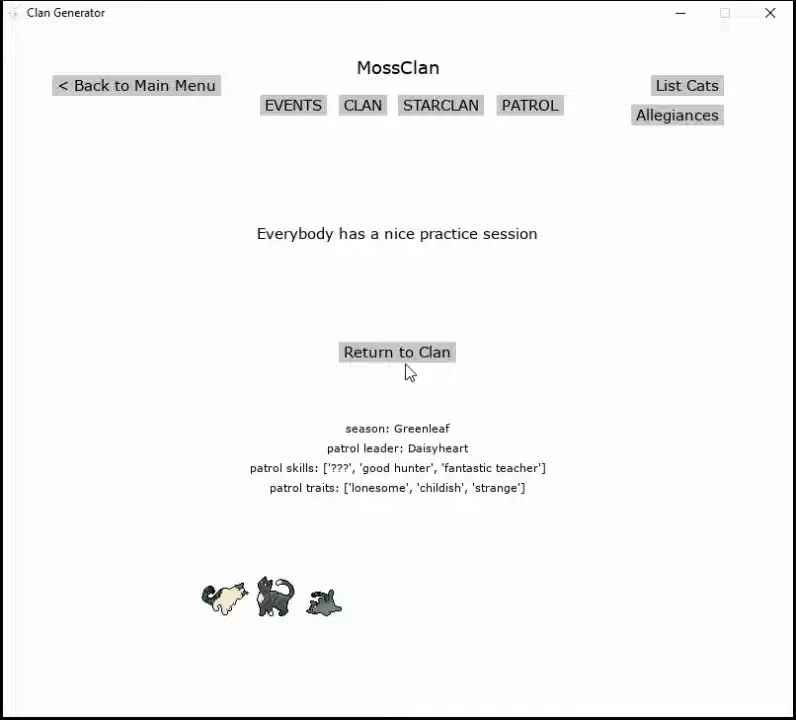 Clan Generator
MossClan
< Back to Main Menu
List Cats
EVENTS
CLAN
STARCLAN
PATROL
Allegiances
Everybody has a nice practice session
Return to Clan
season: Greenleaf
patrol leader: Daisyheart
patrol skills: ['???', 'good hunter', 'fantastic teacher']
patrol traits: ['lonesome', 'childish', 'strange']